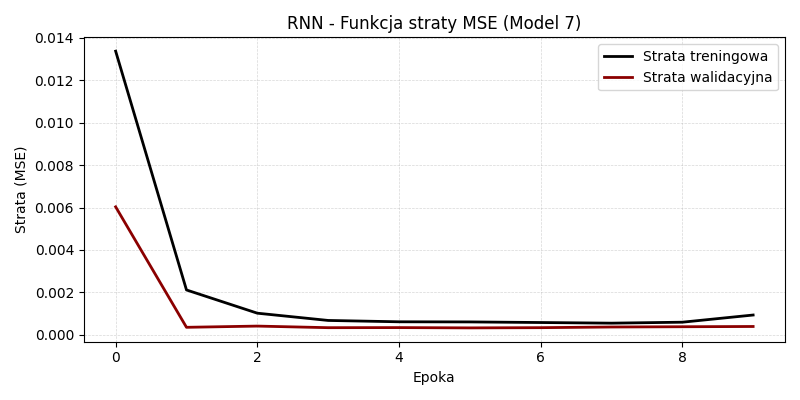 RNN - Funkcja straty MSE (Model 7)
Strata treningowa
Strata walidacyjna
0.014
0.012
0.010
0.008
0.006
0.004
0.002
0.000
Strata (MSE)
0 2 4 6 8
Epoka